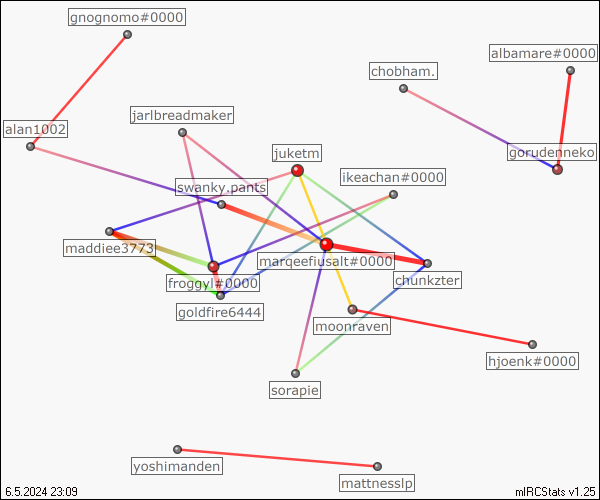 gnognomo#0000
albamare#0000
chobham.
jarlbreadmaker
alan1002
juketm
gorudenneko
ikeachan#0000
swanky.pants
maddiee3773
marqeefiusalt#0000
froggyl#0000
chunkzter
goldfire6444
moonraven
hjoenk#0000
sorapie
yoshimanden
mattnesslp
6.5.2024 23:09
mIRCStats v1.25